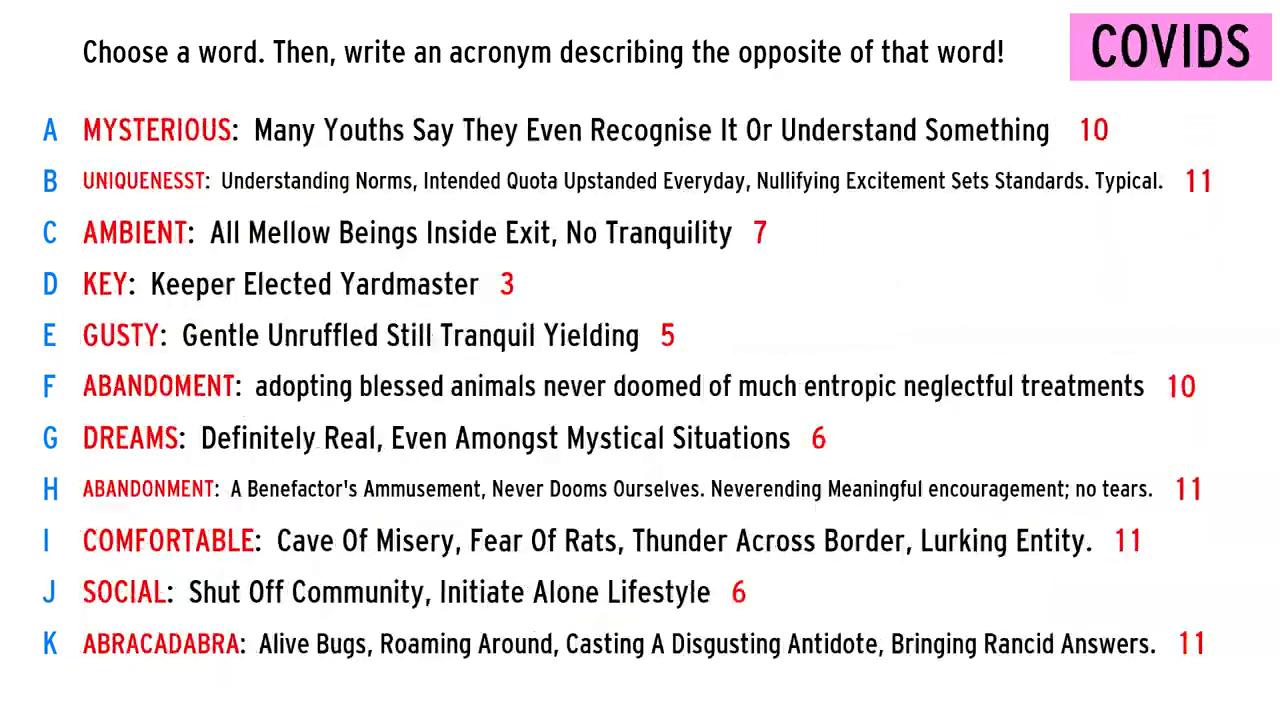 Choose a word. Then, write an acronym describing the opposite of that word!
COVIDS
A MYSTERIOUS: Many Youths Say They Even Recognise It Or Understand Something 10
B UNIQUENESST: Understanding Norms, Intended Quota Upstanded Everyday, Nullifying Excitement Sets Standards. Typical. 11
C AMBIENT: All Mellow Beings Inside Exit, No Tranquility 7
D KEY: Keeper Elected Yardmaster 3
E GUSTY: Gentle Unruffled Still Tranquil Yielding 5
F ABANDOMENT: adopting blessed animals never doomed of much entropic neglectful treatments 10
G DREAMS: Definitely Real, Even Amongst Mystical Situations 6
H ABANDONMENT: A Benefactor's Ammusement, Never Dooms Ourselves. Neverending Meaningful encouragement; no tears. 11
I COMFORTABLE: Cave Of Misery, Fear Of Rats, Thunder Across Border, Lurking Entity. 11
J SOCIAL: Shut Off Community, Initiate Alone Lifestyle 6
K ABRACADABRA: Alive Bugs, Roaming Around, Casting A Disgusting Antidote, Bringing Rancid Answers. 11